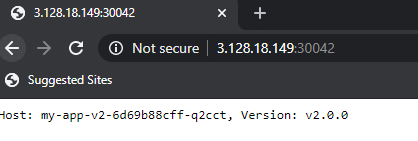 3.128.18.149:30042
Not secure 3.128.18.149:30042
Suggested Sites
Host: my-app-v2-6d69b88cff-q2cct, Version: v2.0.0